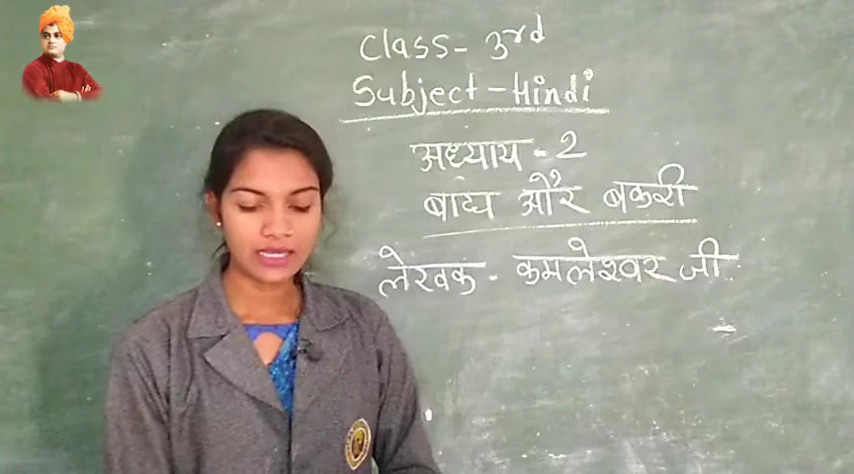 Class - 3rd
Subject - Hindi
अध्याय - 2
बाघ और बकरी
लेखक - कमलेश्वर जी